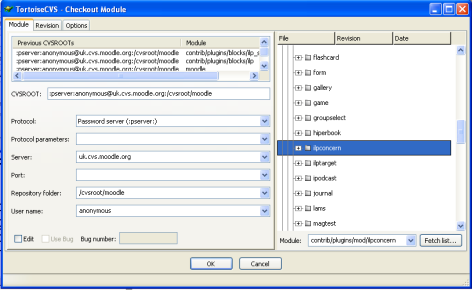 TortoiseCVS - Checkout Module
Module Revision Options
Previous CVSROOTs Module
:pserver:anonymous@uk.cvs.moodle.org:/cvsroot/moodle contrib/plugins/blocks/ilp_s
:pserver:anonymous@uk.cvs.moodle.org:/cvsroot/moodle contrib/plugins/blocks/ilp
:pserver:anonymous@uk.cvs.moodle.org:/cvsroot/moodle moodle
CVSROOT: :pserver:anonymous@uk.cvs.moodle.org:/cvsroot/moodle
Protocol: Password server (:pserver:)
Protocol parameters:
Server: uk.cvs.moodle.org
Port:
Repository folder: /cvsroot/moodle
User name: anonymous
Edit Use Bug Bug number:
File Revision Date
flashcard
form
gallery
game
groupselect
hiperbook
ilpconcern
ilptarget
ipodcast
journal
lams
magtest
Module: contrib/plugins/mod/ilpconcern Fetch list...
OK Cancel